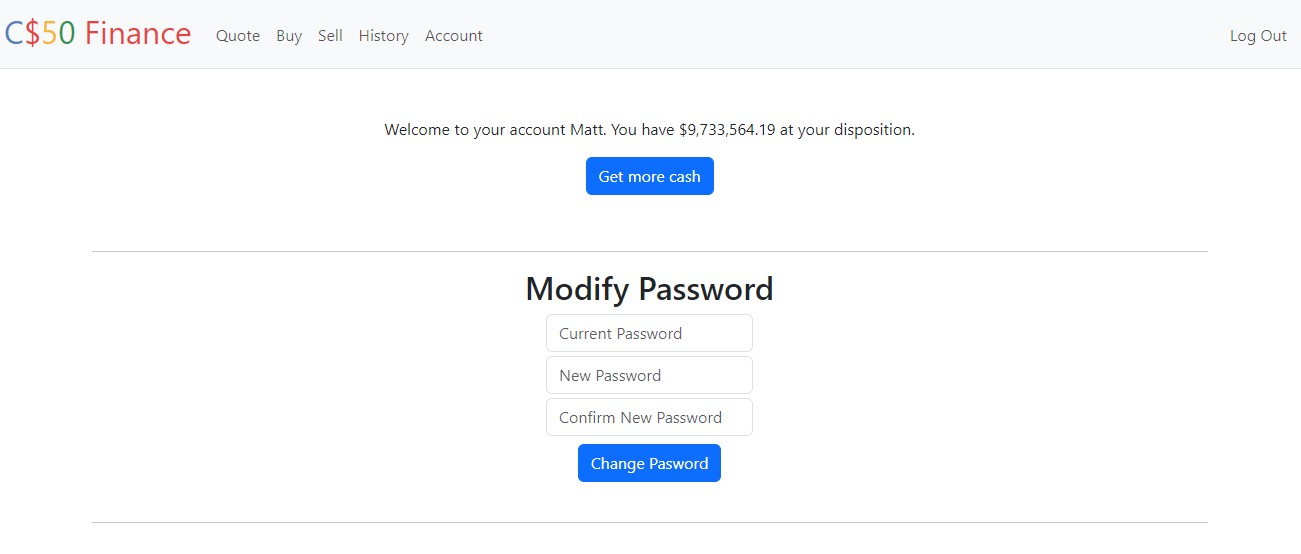 C$50 Finance Quote Buy Sell History Account Log Out
Welcome to your account Matt. You have $9,733,564.19 at your disposition.
Get more cash
Modify Password
Current Password
New Password
Confirm New Password
Change Pasword